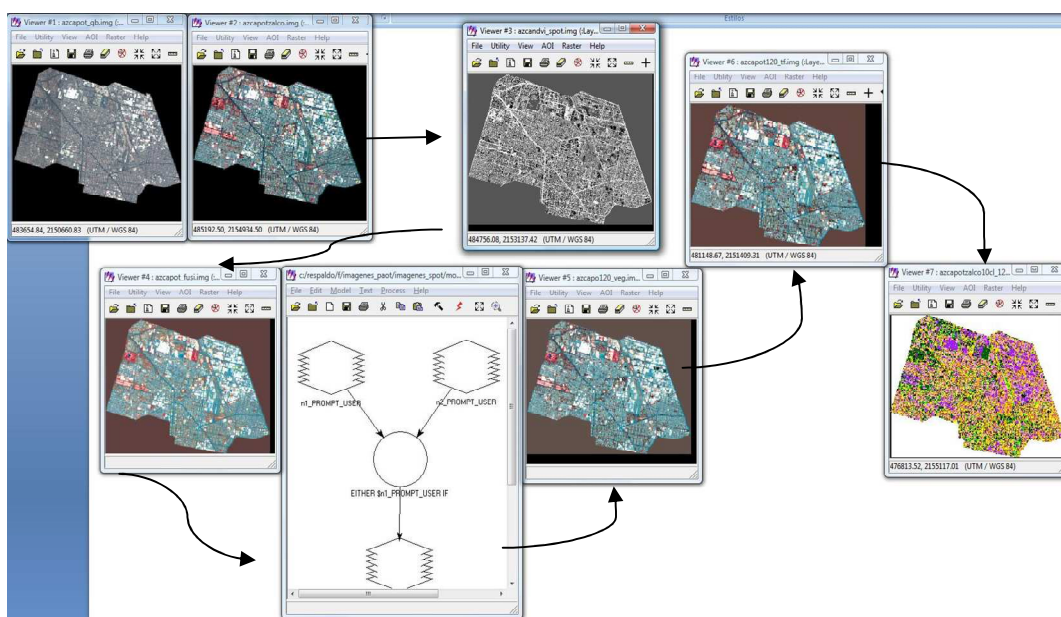 Estilos
Viewer #1 : azcapot_qb.img (:...
File Utility View AOI Raster Help
483654.84, 2150660.83 (UTM / WGS 84)
Viewer #2 : azcapotzalco.img (:...
File Utility View AOI Raster Help
485192.50, 2154934.50 (UTM / WGS 84)
Viewer #3 : azcandvi_spot.img (:Lay...
File Utility View AOI Raster Help
484756.08, 2153137.42 (UTM / WGS 84)
Viewer #6 : azcapot120_tf.img (:Laye...
File Utility View AOI Raster Help
481148.67, 2151409.31 (UTM / WGS 84)
Viewer #4 : azcapot_fusi.img (:Layer...
File Utility View AOI Raster Help
c:/respaldo/f/imagenes_paot/imagenes_spot/mo...
File Edit Model Text Process Help
n1_PROMPT_USER
n2_PROMPT_USER
EITHER $n1_PROMPT_USER IF
Viewer #5 : azcapo120_veg.im...
File Utility View AOI Raster Help
Viewer #7 : azcapotzalco10cl_12...
File Utility View AOI Raster Help
476813.52, 2155117.01 (UTM / WGS 84)